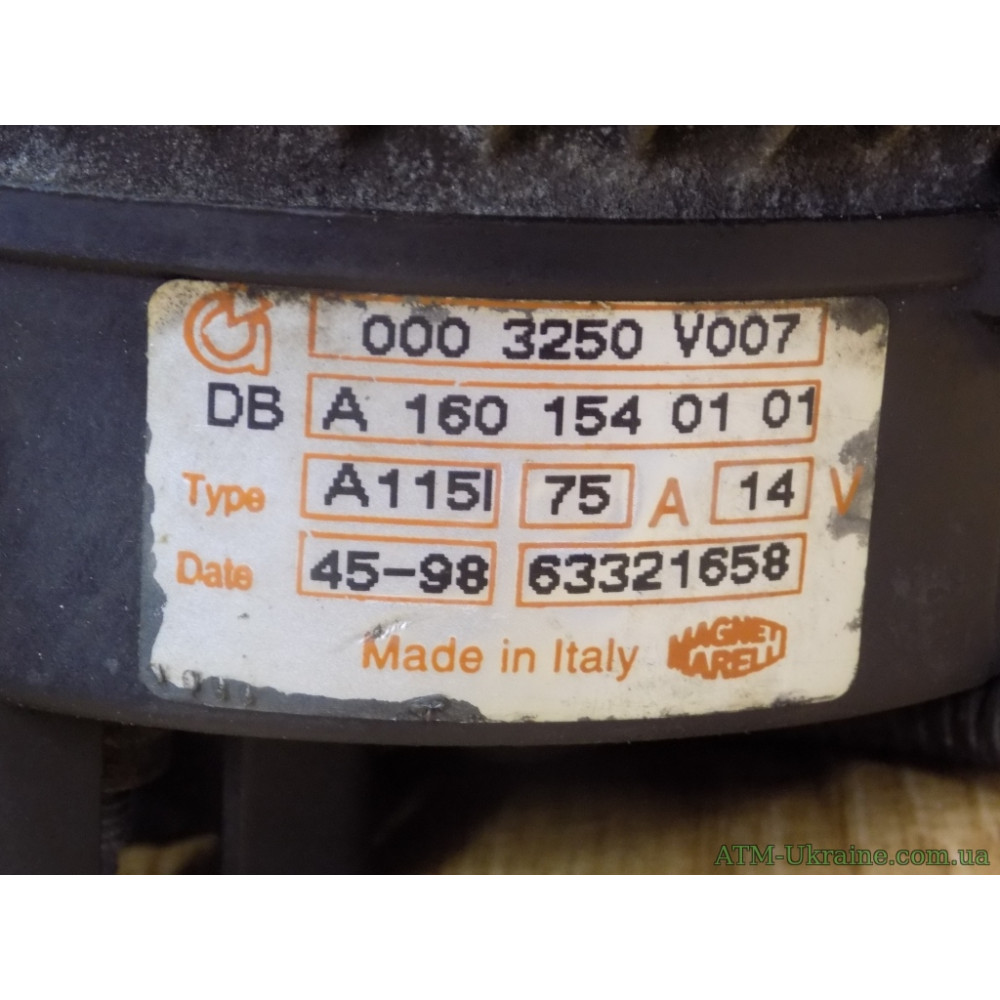 000 3250 V007
DB A 160 154 01 01
Type A115I 75 A 14 V
Date 45-98 63321658
Made in Italy MAGNETI MARELLI
ATM-Ukraine.com.ua